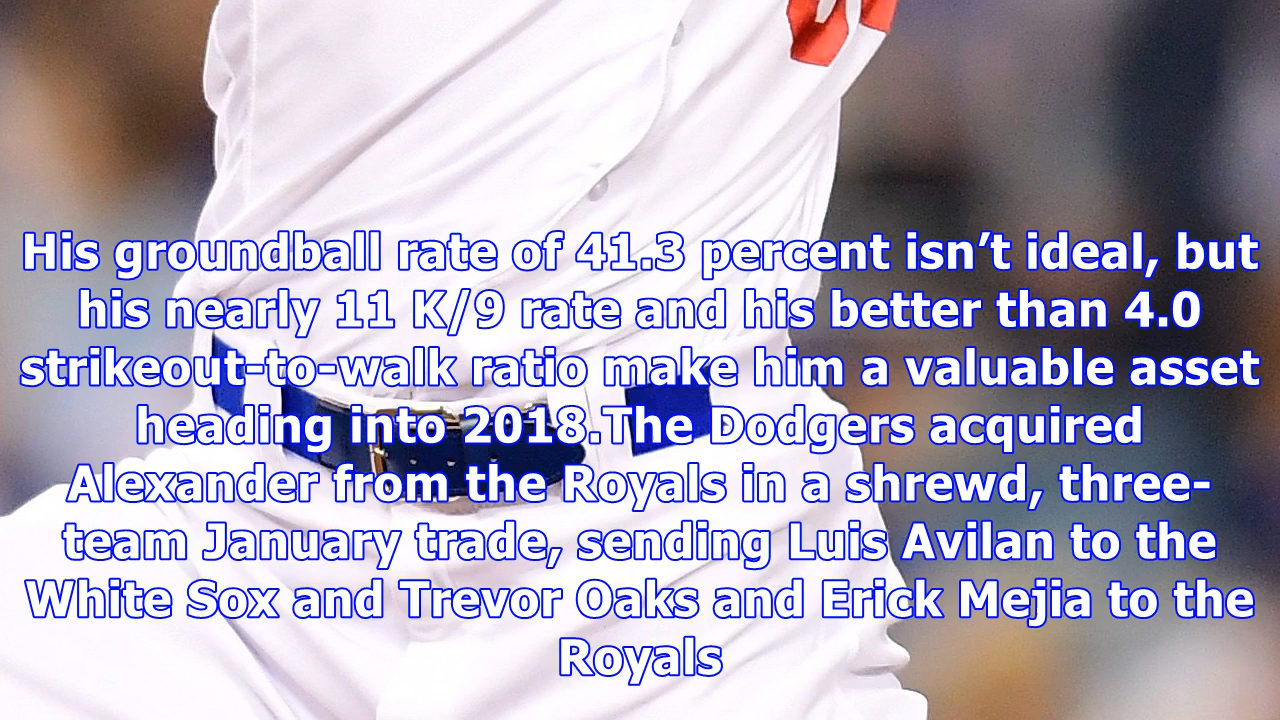 His groundball rate of 41.3 percent isn’t ideal, but
his nearly 11 K/9 rate and his better than 4.0
strikeout-to-walk ratio make him a valuable asset
heading into 2018.The Dodgers acquired
Alexander from the Royals in a shrewd, three-
team January trade, sending Luis Avilan to the
White Sox and Trevor Oaks and Erick Mejia to the
Royals